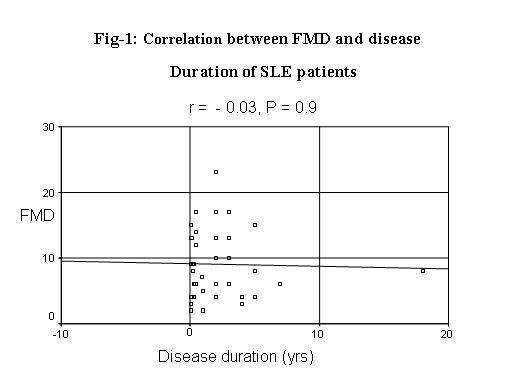 Fig-1: Correlation between FMD and disease
Duration of SLE patients
r = - 0.03, P = 0.9
30
20
FMD
10
0
-10 0 10 20
Disease duration (yrs)